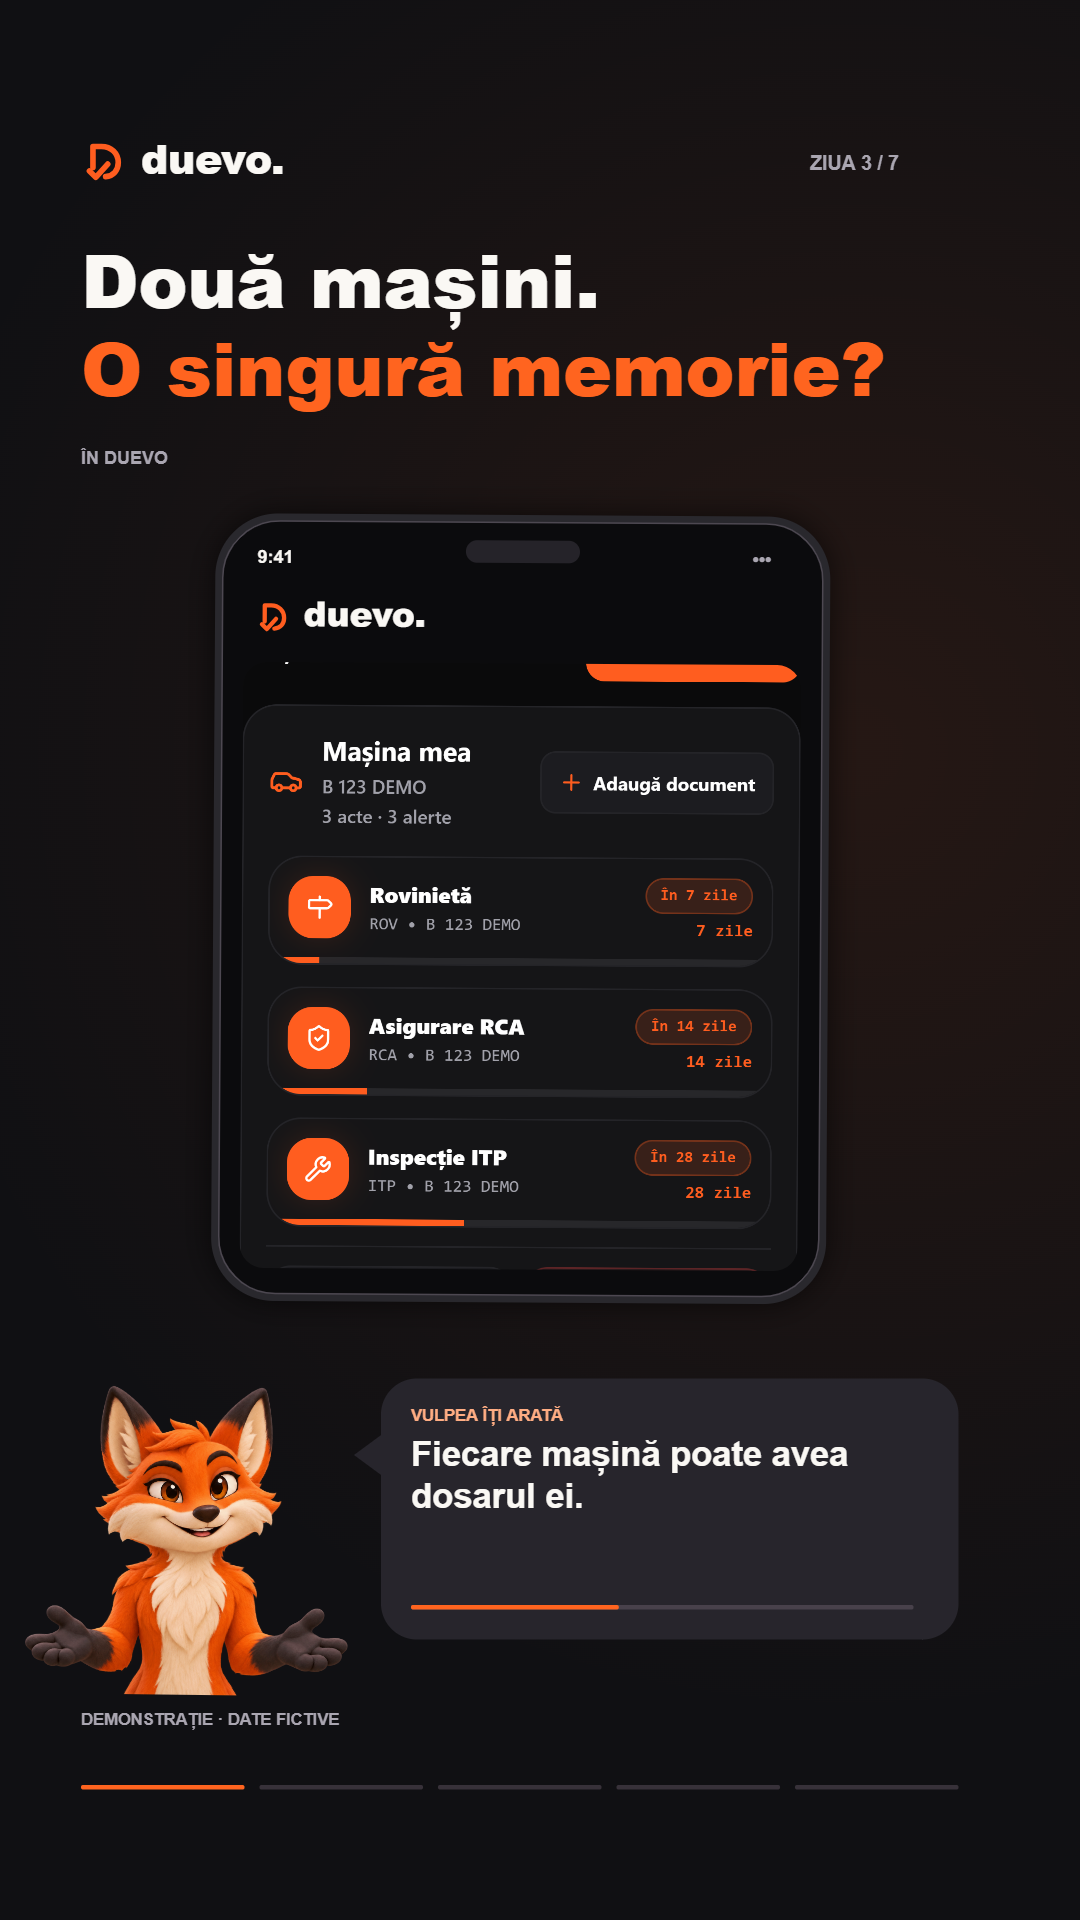 duevo.
ZIUA 3 / 7
Două mașini.
O singură memorie?
ÎN DUEVO
9:41
duevo.
Mașina mea
B 123 DEMO
3 acte · 3 alerte
+ Adaugă document
Rovinietă
ROV • B 123 DEMO
În 7 zile
7 zile
Asigurare RCA
RCA • B 123 DEMO
În 14 zile
14 zile
Inspecție ITP
ITP • B 123 DEMO
În 28 zile
28 zile
VULPEA ÎȚI ARATĂ
Fiecare mașină poate avea
dosarul ei.
DEMONSTRAȚIE · DATE FICTIVE